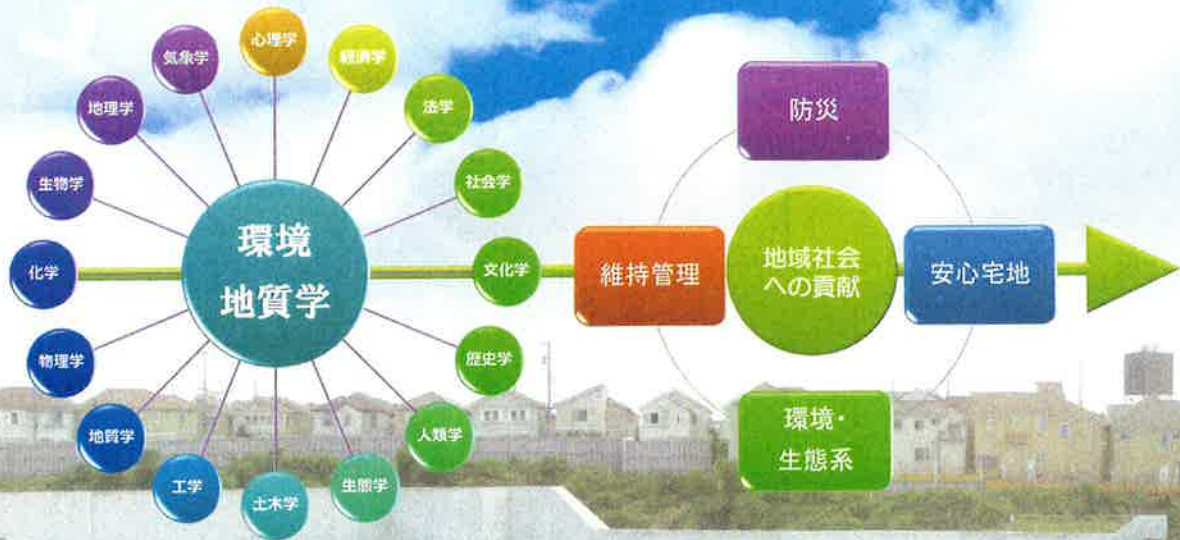 心理学
経済学
法学
社会学
文化学
歴史学
人類学
生態学
土木学
工学
地質学
物理学
化学
生物学
地理学
気象学
環境
地質学
防災
維持管理
地域社会
への貢献
安心宅地
環境・
生態系